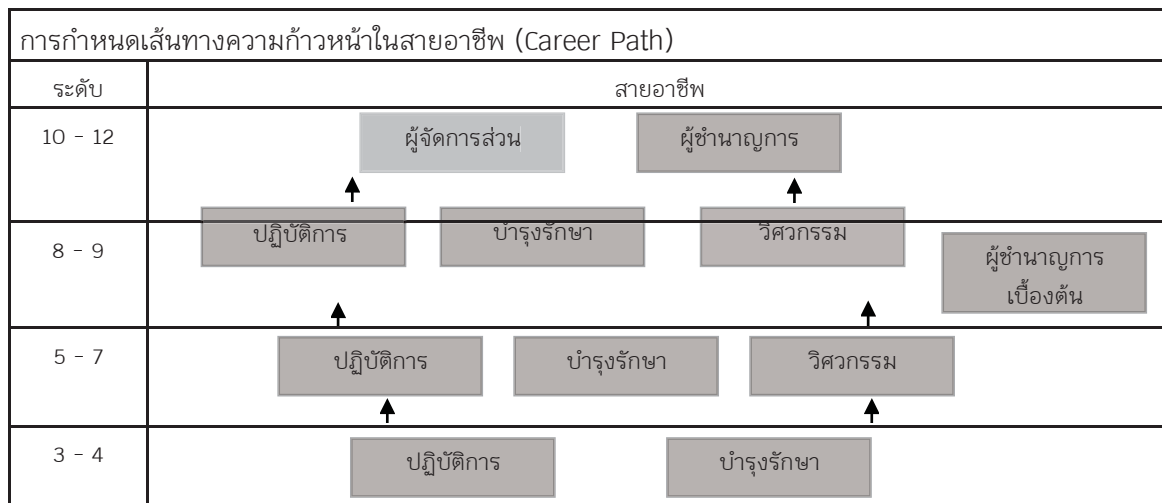 การกำหนดเส้นทางความก้าวหน้าในสายอาชีพ (Career Path)
ระดับ สายอาชีพ
10 - 12 ผู้จัดการส่วน ผู้ชำนาญการ
8 - 9 ปฏิบัติการ บำรุงรักษา วิศวกรรม ผู้ชำนาญการ
เบื้องต้น
5 - 7 ปฏิบัติการ บำรุงรักษา วิศวกรรม
3 - 4 ปฏิบัติการ บำรุงรักษา